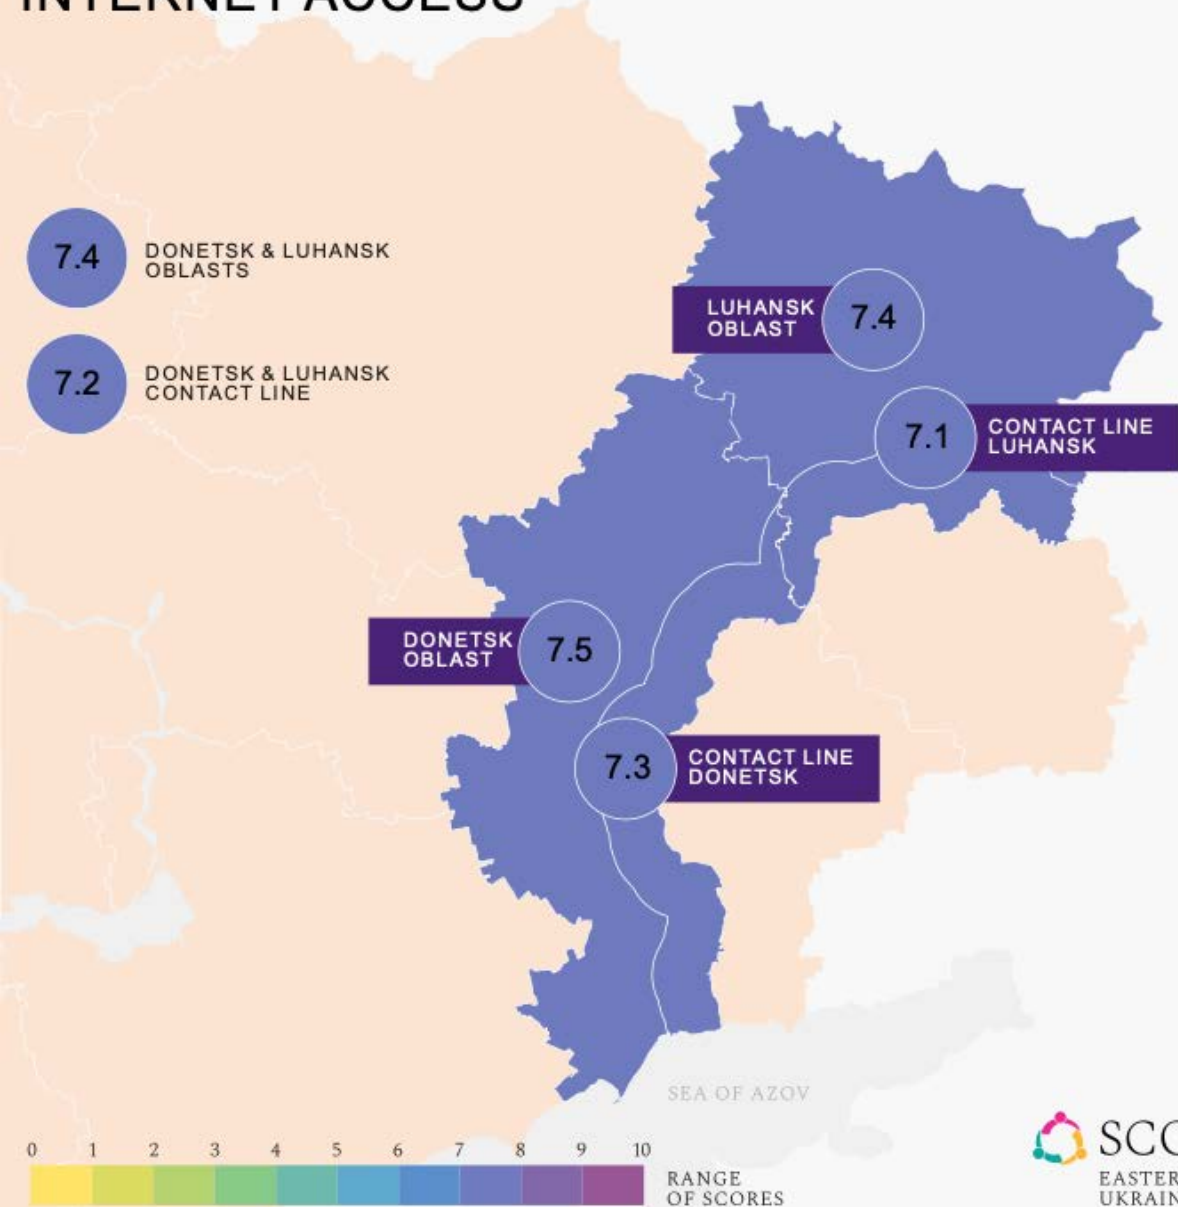 INTERNET ACCESS
7.4
DONETSK & LUHANSK
OBLASTS
7.2
DONETSK & LUHANSK
CONTACT LINE
LUHANSK
OBLAST
7.4
7.1
CONTACT LINE
LUHANSK
DONETSK
OBLAST
7.5
7.3
CONTACT LINE
DONETSK
SEA OF AZOV
0 1 2 3 4 5 6 7 8 9 10
RANGE
OF SCORES